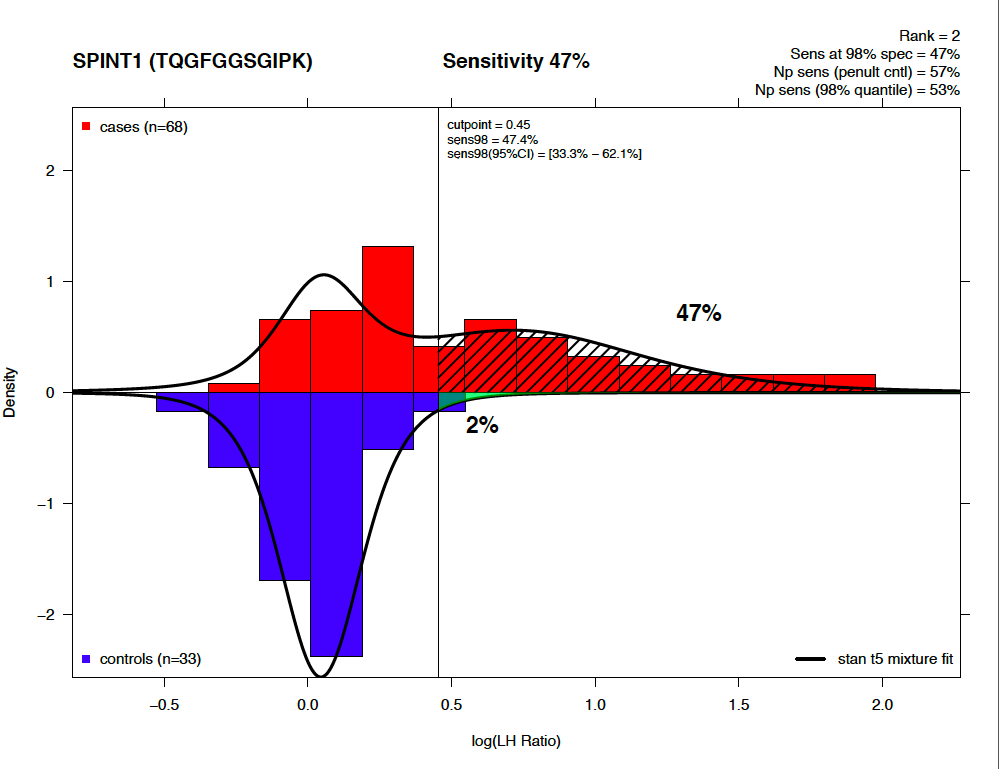 SPINT1 (TQGFGGSGIPK)
Sensitivity 47%
Rank = 2
Sens at 98% spec = 47%
Np sens (penult cntl) = 57%
Np sens (98% quantile) = 53%
cases (n=68)
cutpoint = 0.45
sens98 = 47.4%
sens98(95%CI) = [33.3% − 62.1%]
2
1
0
−1
−2
Density
47%
2%
controls (n=33)
stan t5 mixture fit
−0.5
0.0
0.5
1.0
1.5
2.0
log(LH Ratio)